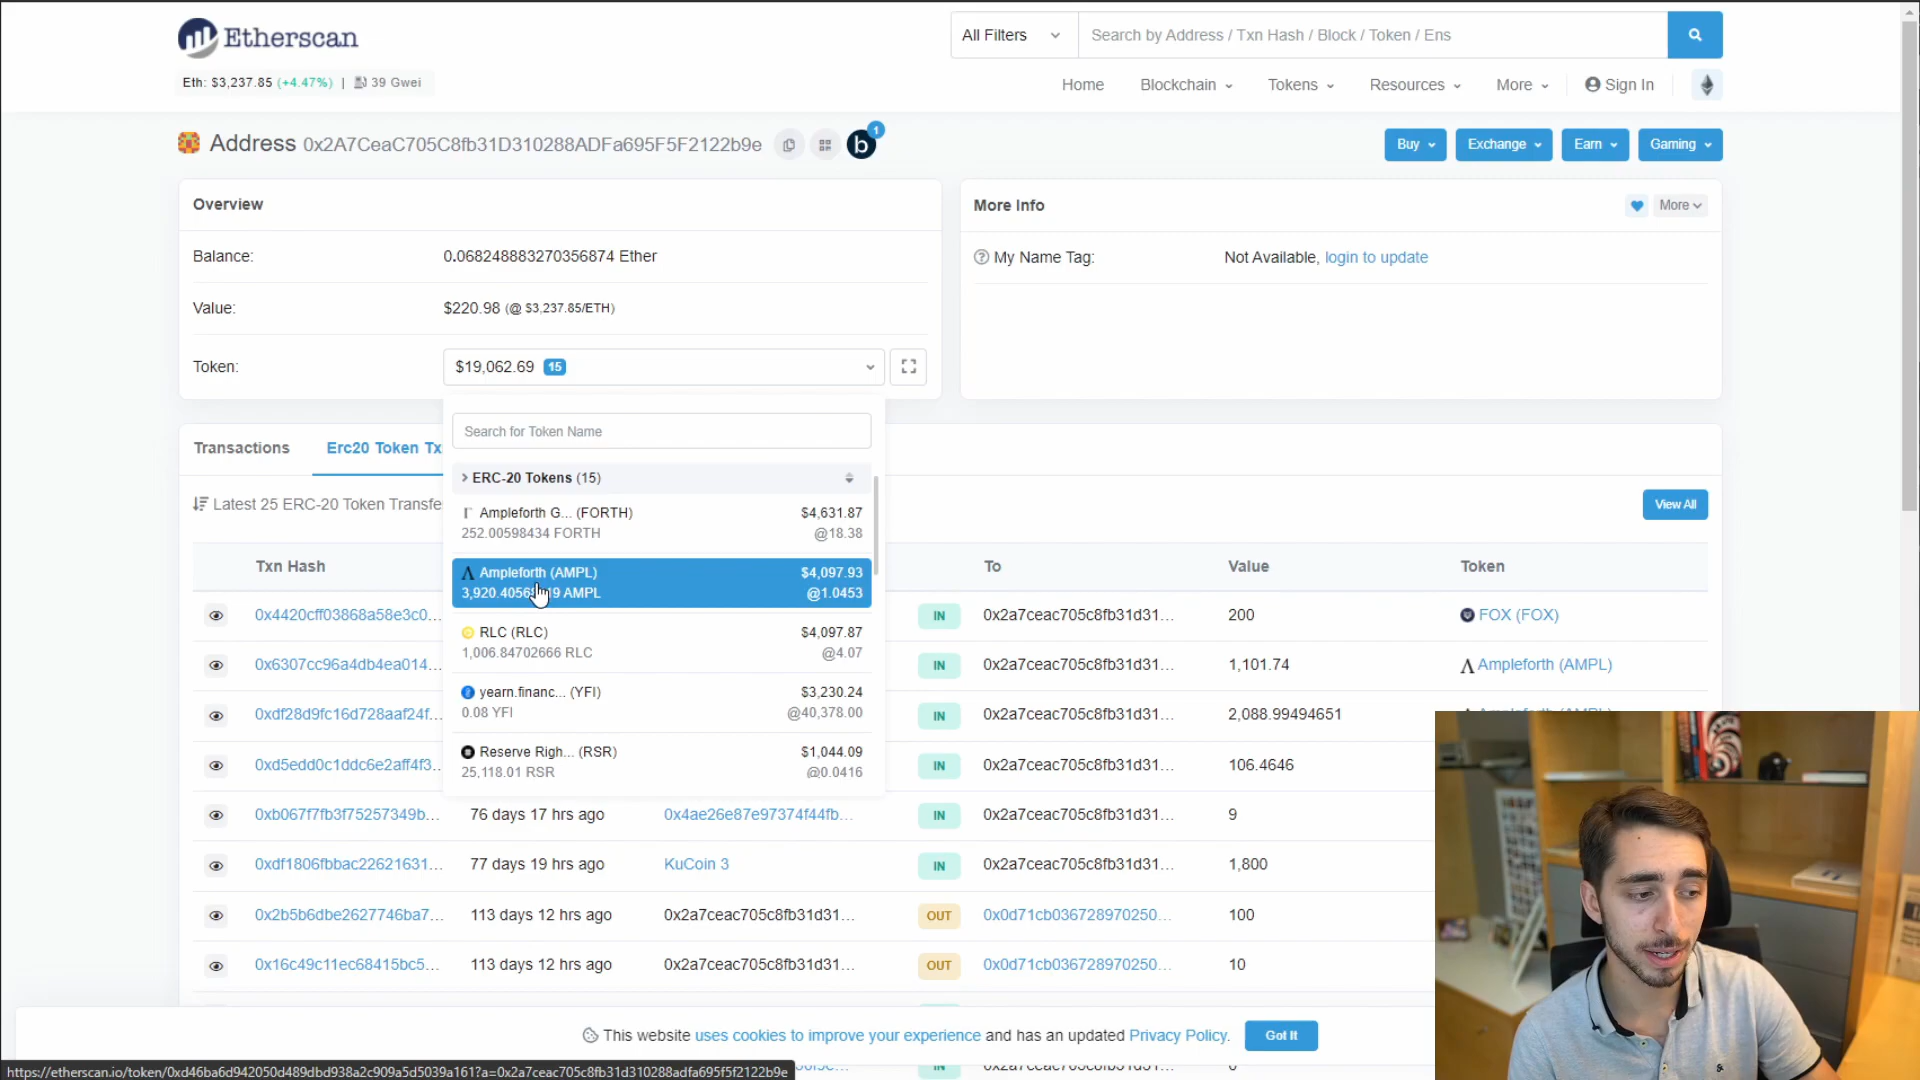 Etherscan
All Filters
Search by Address / Txn Hash / Block / Token / Ens
Eth: $3,237.85 (+4.47%) | 39 Gwei
Home Blockchain Tokens Resources More Sign In
Address 0x2A7CeaC705C8fb31D310288ADFa695F5F2122b9e b 1
Buy Exchange Earn Gaming
Overview
Balance: 0.068248883270356874 Ether
Value: $220.98 (@ $3,237.85/ETH)
Token: $19,062.69 15
More Info
More
My Name Tag: Not Available, login to update
Search for Token Name
ERC-20 Tokens (15)
Ampleforth G... (FORTH) $4,631.87
252.00598434 FORTH @18.38
Ampleforth (AMPL) $4,097.93
AMPL @1.0453
RLC (RLC) $4,097.87
1,006.84702666 RLC @4.07
yearn.financ... (YFI) $3,230.24
0.08 YFI @40,378.00
Reserve Righ... (RSR) $1,044.09
25,118.01 RSR @0.0416
Transactions Erc20 Token Tx
Latest 25 ERC-20 Token Transfe
View All
Txn Hash To Value Token
0x4420cff03868a58e3c0... IN 0x2a7ceac705c8fb31d31... 200 FOX (FOX)
0x6307cc96a4db4ea014... IN 0x2a7ceac705c8fb31d31... 1,101.74 Ampleforth (AMPL)
0xdf28d9fc16d728aaf24f... IN 0x2a7ceac705c8fb31d31... 2,088.99494651
0xd5edd0c1ddc6e2aff4f3... IN 0x2a7ceac705c8fb31d31... 106.4646
0xb067f7fb3f75257349b... 76 days 17 hrs ago 0x4ae26e87e97374f44fb... IN 0x2a7ceac705c8fb31d31... 9
0xdf1806fbbac22621631... 77 days 19 hrs ago KuCoin 3 IN 0x2a7ceac705c8fb31d31... 1,800
0x2b5b6dbe2627746ba7... 113 days 12 hrs ago 0x2a7ceac705c8fb31d31... OUT 0x0d71cb036728970250... 100
0x16c49c11ec68415bc5... 113 days 12 hrs ago 0x2a7ceac705c8fb31d31... OUT 0x0d71cb036728970250... 10
This website uses cookies to improve your experience and has an updated Privacy Policy. Got It
https://etherscan.io/token/0xd46ba6d942050d489dbd938a2c909a5d5039a161?a=0x2a7ceac705c8fb31d310288adfa695f5f2122b9e
IN 0x2a7ceac705c8fb31d31...